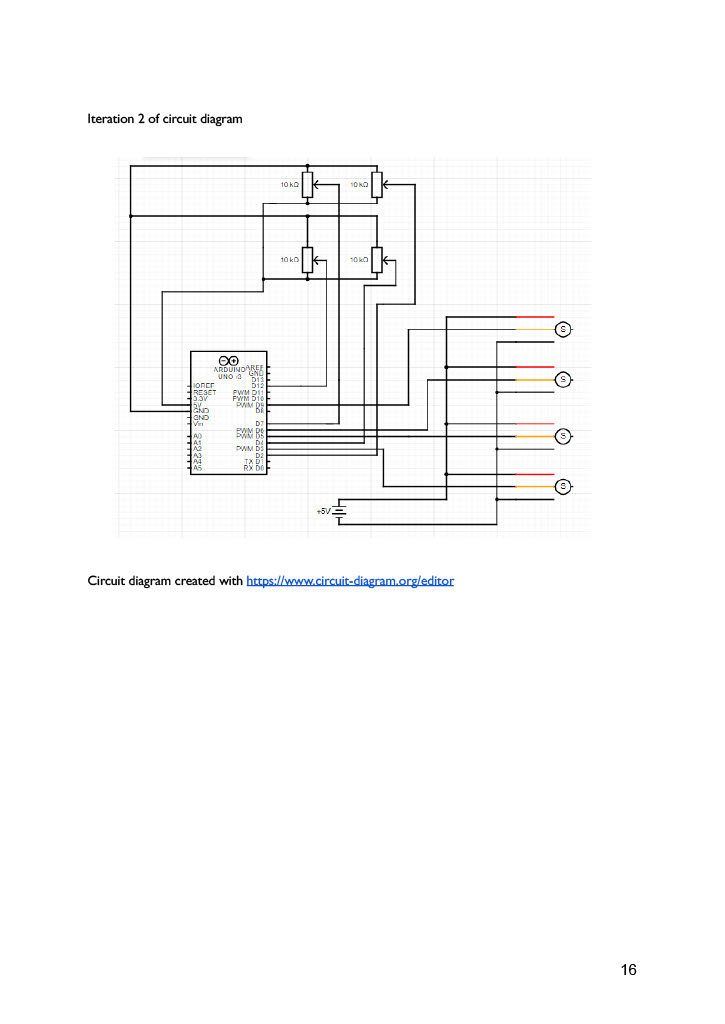 Iteration 2 of circuit diagram
10 kΩ
10 kΩ
10 kΩ
10 kΩ
ARDUINO
UNO r3
AREF
GND
D13
D12
PWM D11
PWM D10
PWM D9
D8
D7
PWM D6
PWM D5
D4
PWM D3
D2
TX D1
RX D0
IOREF
RESET
3.3V
5V
GND
GND
Vin
A0
A1
A2
A3
A4
A5
S
S
S
S
+5V
Circuit diagram created with https://www.circuit-diagram.org/editor
16